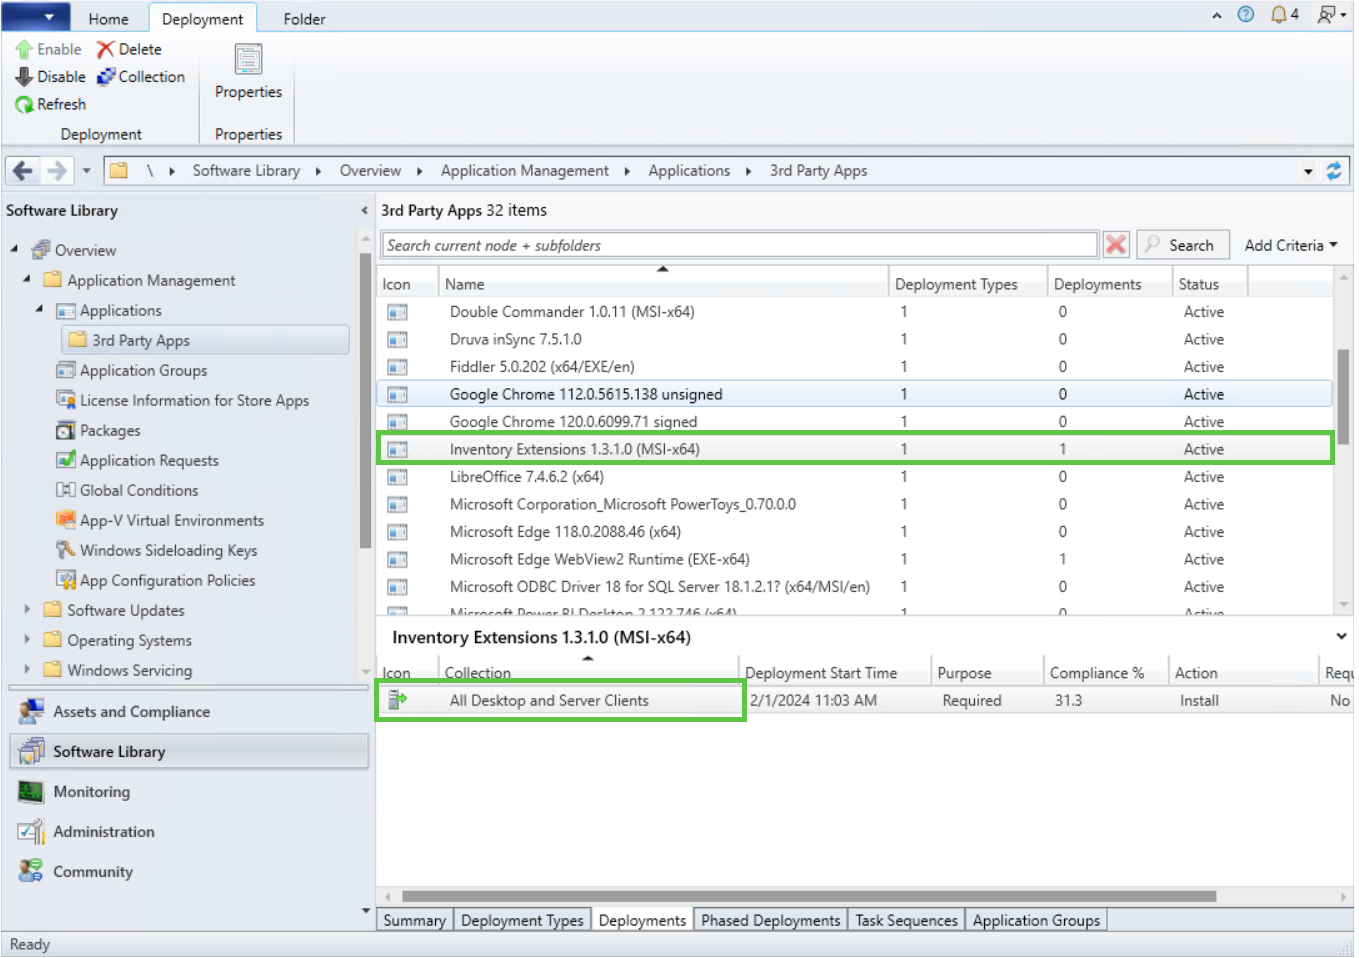 Home Deployment Folder 4
Enable Delete
Disable Collection
Refresh
Properties
Deployment Properties
\ Software Library Overview Application Management Applications 3rd Party Apps
Software Library
Overview
Application Management
Applications
3rd Party Apps
Application Groups
License Information for Store Apps
Packages
Application Requests
Global Conditions
App-V Virtual Environments
Windows Sideloading Keys
App Configuration Policies
Software Updates
Operating Systems
Windows Servicing
Assets and Compliance
Software Library
Monitoring
Administration
Community
3rd Party Apps 32 items
Search current node + subfolders Search Add Criteria
Icon Name Deployment Types Deployments Status
Double Commander 1.0.11 (MSI-x64) 1 0 Active
Druva inSync 7.5.1.0 1 0 Active
Fiddler 5.0.202 (x64/EXE/en) 1 0 Active
Google Chrome 112.0.5615.138 unsigned 1 0 Active
Google Chrome 120.0.6099.71 signed 1 0 Active
Inventory Extensions 1.3.1.0 (MSI-x64) 1 1 Active
LibreOffice 7.4.6.2 (x64) 1 0 Active
Microsoft Corporation_Microsoft PowerToys_0.70.0.0 1 0 Active
Microsoft Edge 118.0.2088.46 (x64) 1 0 Active
Microsoft Edge WebView2 Runtime (EXE-x64) 1 1 Active
Microsoft ODBC Driver 18 for SQL Server 18.1.2.1? (x64/MSI/en) 1 0 Active
Microsoft Power BI Desktop 2.122.746 (x64) 1 0 Active
Inventory Extensions 1.3.1.0 (MSI-x64)
Icon Collection Deployment Start Time Purpose Compliance % Action Requ
All Desktop and Server Clients 2/1/2024 11:03 AM Required 31.3 Install No
Summary Deployment Types Deployments Phased Deployments Task Sequences Application Groups
Ready